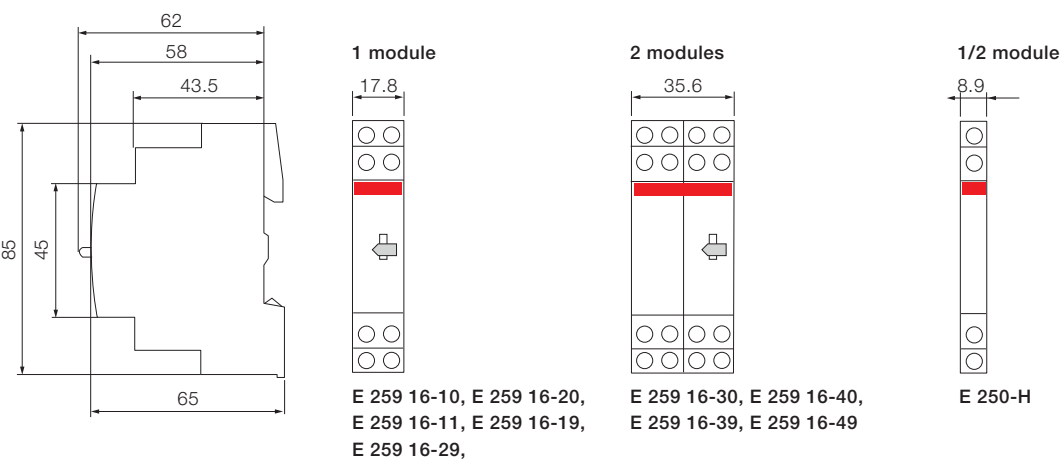 62
58
43.5
85
45
65
1 module
17.8
E 259 16-10, E 259 16-20,
E 259 16-11, E 259 16-19,
E 259 16-29,
2 modules
35.6
E 259 16-30, E 259 16-40,
E 259 16-39, E 259 16-49
1/2 module
8.9
E 250-H